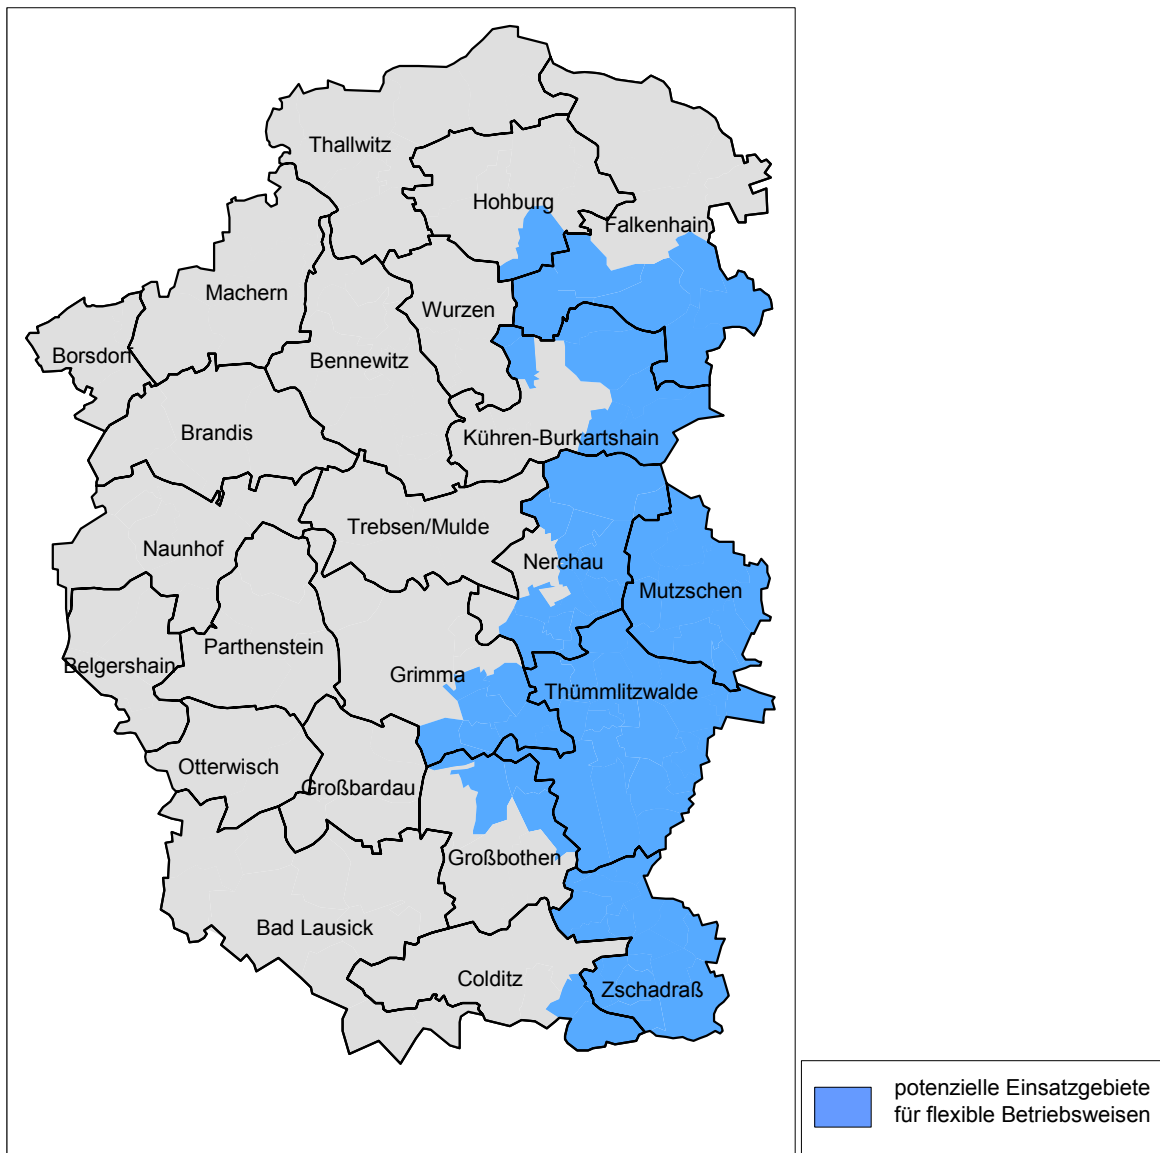 Thallwitz
Hohburg
Falkenhain
Machern
Wurzen
Borsdorf
Bennewitz
Brandis
Kühren-Burkartshain
Trebsen/Mulde
Naunhof
Nerchau
Mutzschen
Parthenstein
Belgershain
Grimma
Thümmlitzwalde
Otterwisch
Großbardau
Großbothen
Bad Lausick
Colditz
Zschadraß
potenzielle Einsatzgebiete
für flexible Betriebsweisen